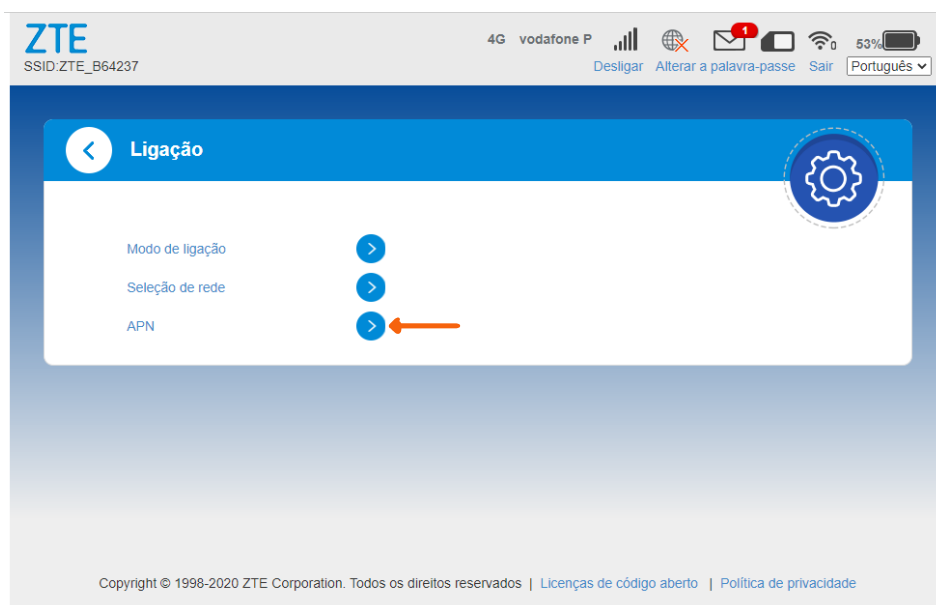 ZTE
4G vodafone P 1 0 53%
SSID:ZTE_B64237
Desligar Alterar a palavra-passe Sair Português
Ligação
Modo de ligação
Seleção de rede
APN
Copyright © 1998-2020 ZTE Corporation. Todos os direitos reservados | Licenças de código aberto | Política de privacidade